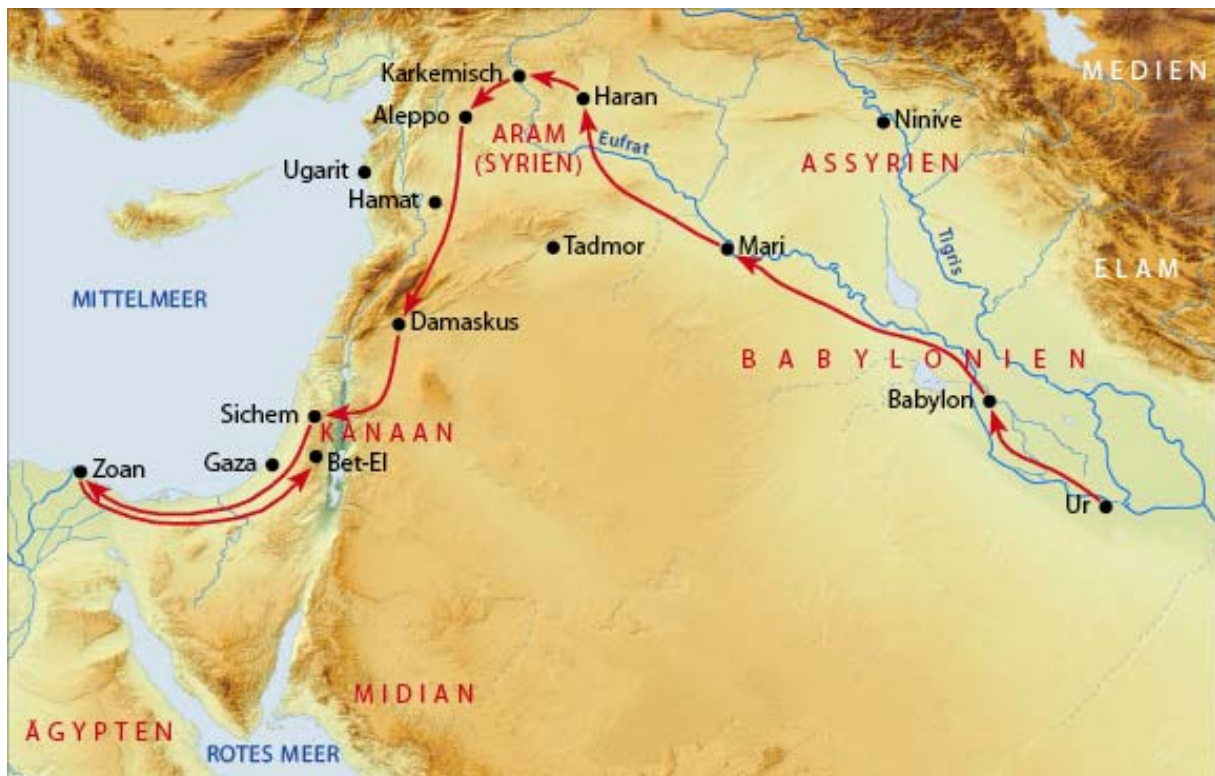 MEDIEN
Karkemisch
Haran
Aleppo
Ninive
ARAM
(SYRIEN)
Eufrat
ASSYRIEN
Ugarit
Hamat
Tadmor
Mari
Tigris
ELAM
MITTELMEER
Damaskus
BABYLONIEN
Babylon
Sichem
KANAAN
Zoan
Gaza
Bet-El
Ur
MIDIAN
ÄGYPTEN
ROTES MEER